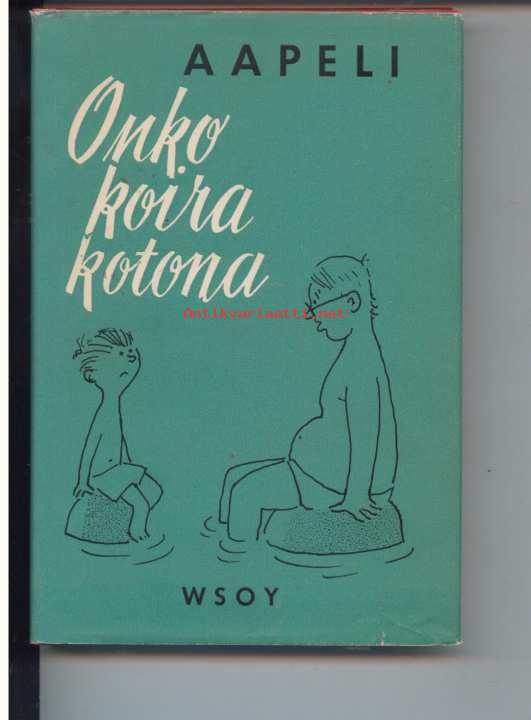 AAPELI
Onko
koira
kotona
Antikvariaatti.net
WSOY